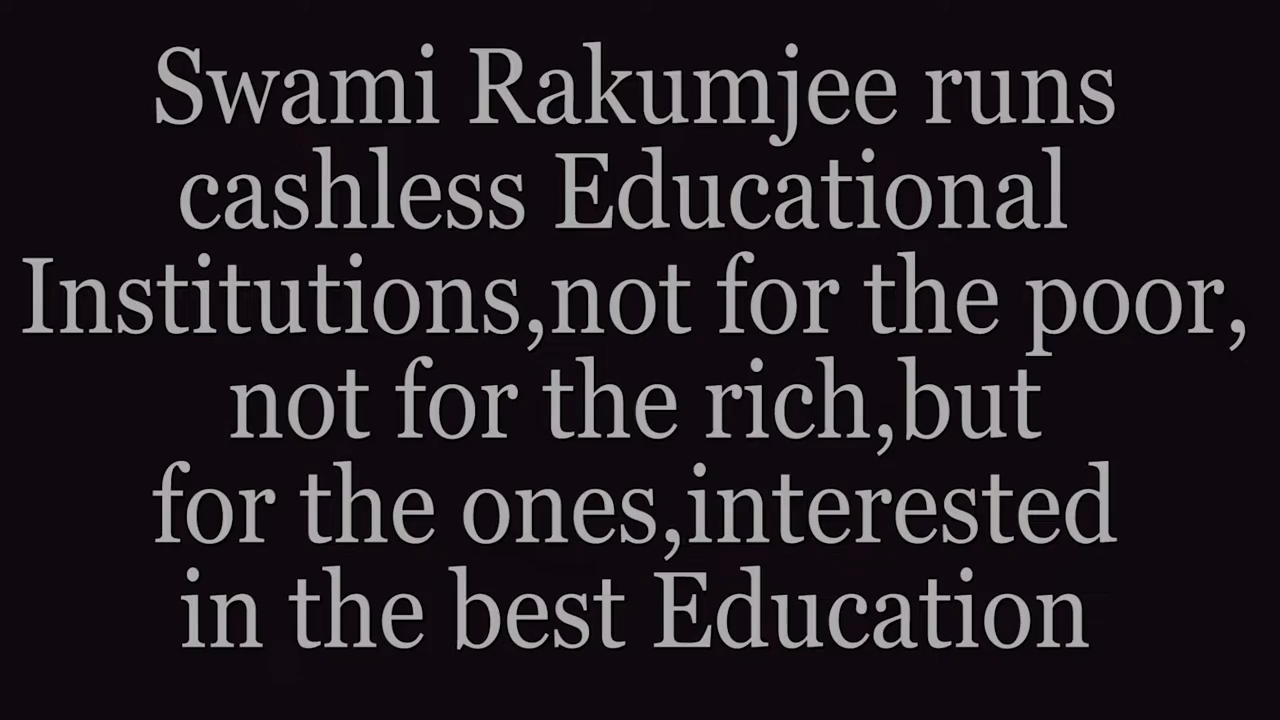 Swami Rakumjee runs
cashless Educational
Institutions,not for the poor,
not for the rich,but
for the ones,interested
in the best Education